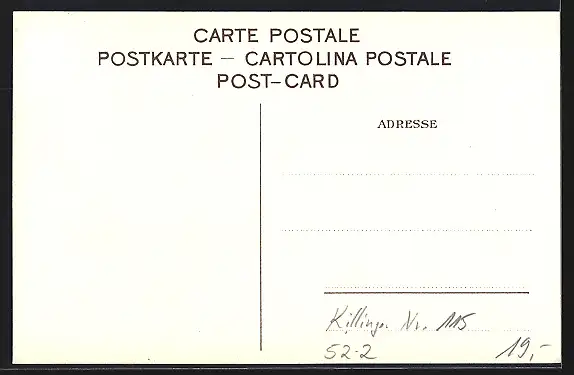 CARTE POSTALE
POSTKARTE – CARTOLINA POSTALE
POST-CARD
ADRESSE
Killinger Nr. 115
52-2
19,-